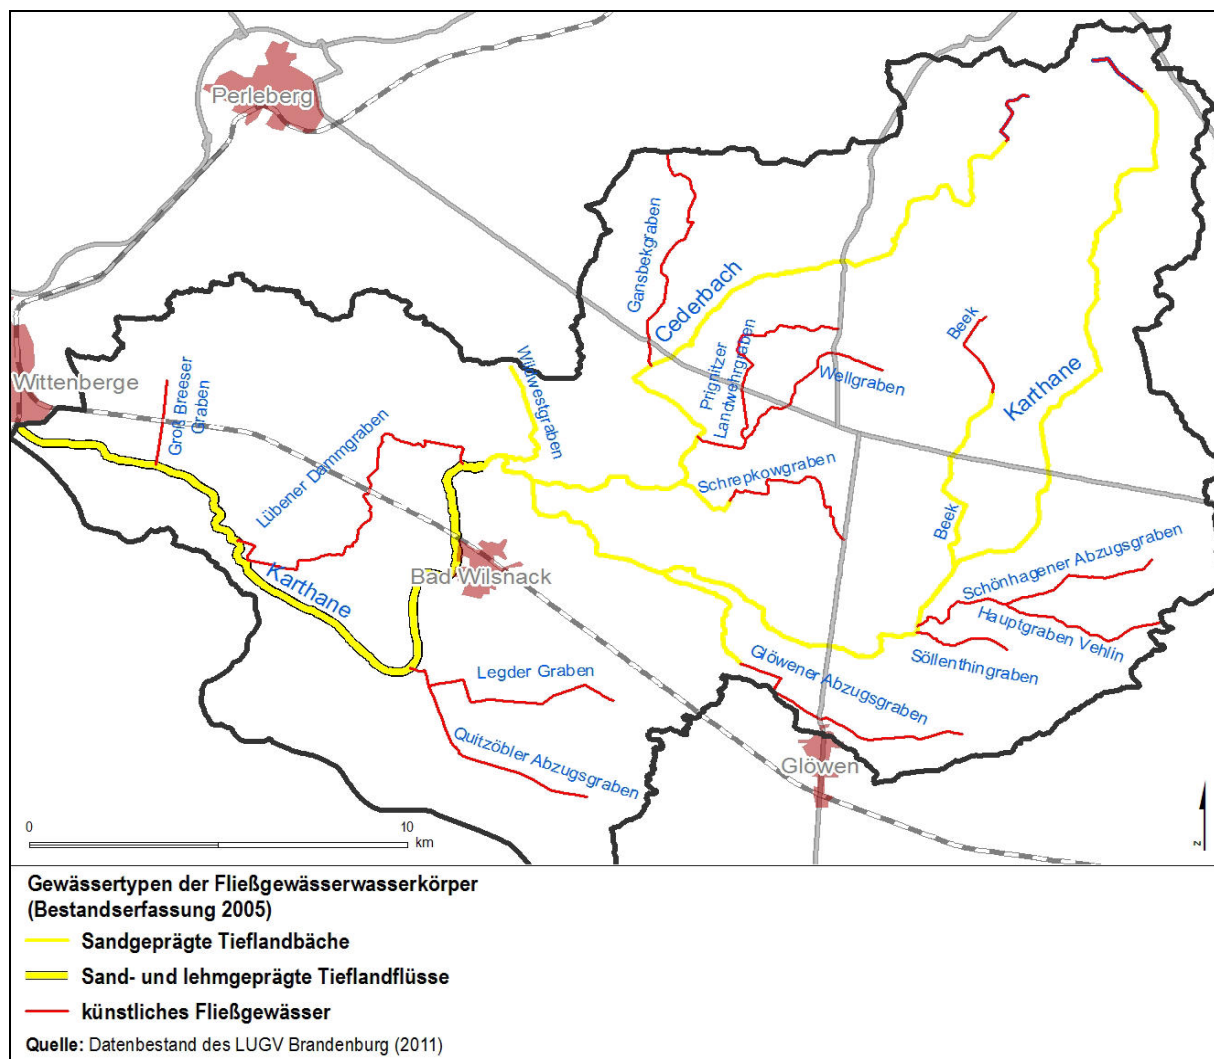 Perleberg
Gansbekgraben
Cederbach
Beek
Karthane
Wildwestgraben
Prignitzer
Landwehrgraben
Wellgraben
Wittenberge
Groß Breeser
Graben
Lübener Dammgraben
Schrepkowgraben
Beek
Schönhagener Abzugsgraben
Hauptgraben Vehlin
Söllenthingraben
Karthane
Bad Wilsnack
Legder Graben
Glöwener Abzugsgraben
Quitzöbler Abzugsgraben
Glöwen
0 10
km
N
Gewässertypen der Fließgewässerwasserkörper
(Bestandserfassung 2005)
Sandgeprägte Tieflandbäche
Sand- und lehmgeprägte Tieflandflüsse
künstliches Fließgewässer
Quelle: Datenbestand des LUGV Brandenburg (2011)